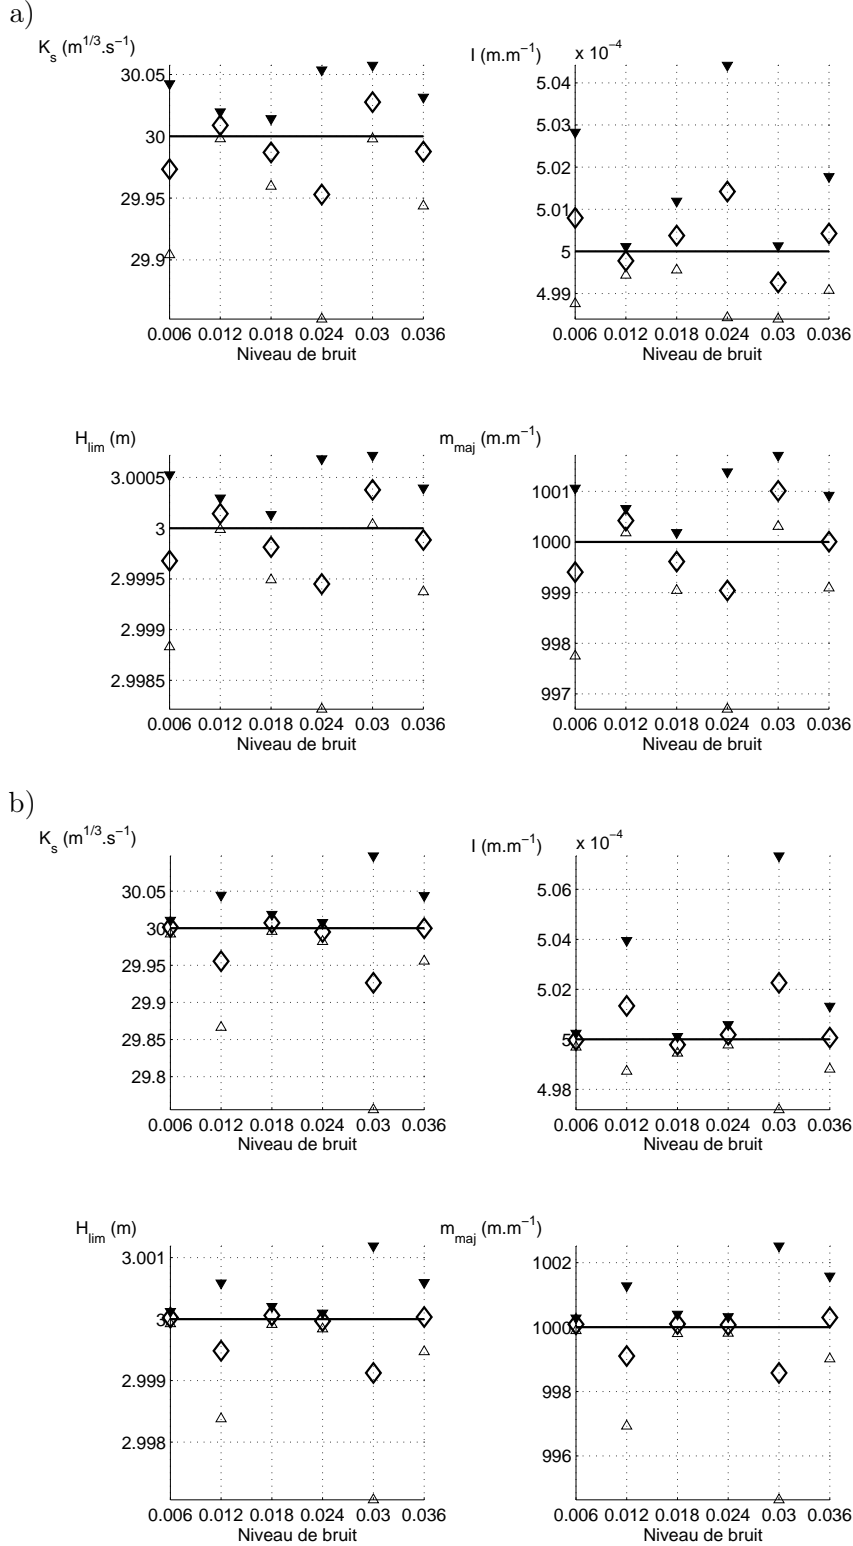 a)
K_s (m^1/3.s^−1)
30.05
30
29.95
29.9
0.006 0.012 0.018 0.024 0.03 0.036
Niveau de bruit
I (m.m^−1)
x 10^−4
5.04
5.03
5.02
5.01
5
4.99
0.006 0.012 0.018 0.024 0.03 0.036
Niveau de bruit
H_lim (m)
3.0005
3
2.9995
2.999
2.9985
0.006 0.012 0.018 0.024 0.03 0.036
Niveau de bruit
m_maj (m.m^−1)
1001
1000
999
998
997
0.006 0.012 0.018 0.024 0.03 0.036
Niveau de bruit
b)
K_s (m^1/3.s^−1)
30.05
30
29.95
29.9
29.85
29.8
0.006 0.012 0.018 0.024 0.03 0.036
Niveau de bruit
I (m.m^−1)
x 10^−4
5.06
5.04
5.02
5
4.98
0.006 0.012 0.018 0.024 0.03 0.036
Niveau de bruit
H_lim (m)
3.001
3
2.999
2.998
0.006 0.012 0.018 0.024 0.03 0.036
Niveau de bruit
m_maj (m.m^−1)
1002
1000
998
996
0.006 0.012 0.018 0.024 0.03 0.036
Niveau de bruit